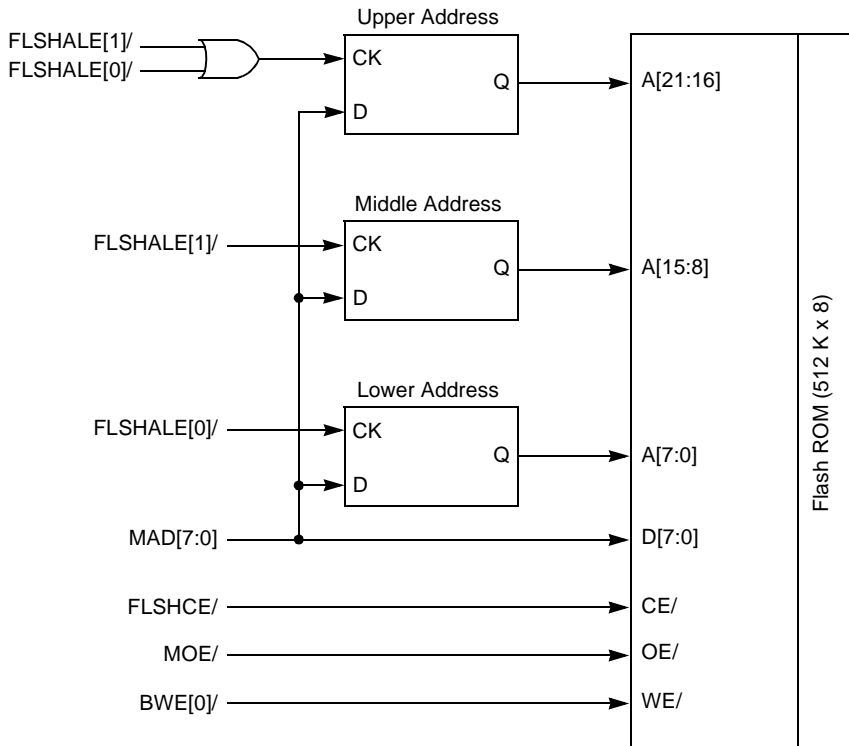 Upper Address
FLSHALE[1]/
FLSHALE[0]/
CK
Q
D
A[21:16]
Middle Address
FLSHALE[1]/
CK
Q
D
A[15:8]
Lower Address
FLSHALE[0]/
CK
Q
D
A[7:0]
MAD[7:0]
D[7:0]
FLSHCE/
CE/
MOE/
OE/
BWE[0]/
WE/
Flash ROM (512 K x 8)